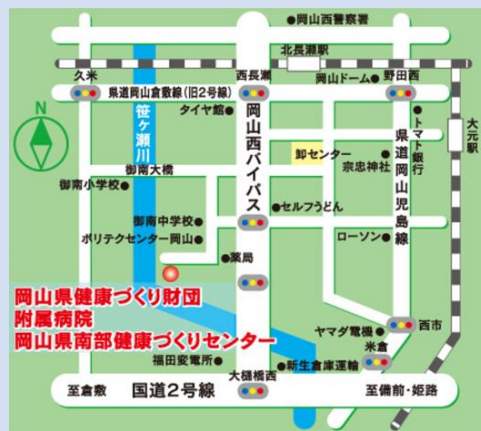 岡山西警察署
北長瀬駅
久米
西長瀬
岡山ドーム
野田西
県道岡山倉敷線(旧2号線)
タイヤ館
笹ヶ瀬川
岡山西バイパス
トマト銀行
大元駅
N
卸センター
宗忠神社
県道岡山児島線
御南大橋
御南小学校
セルフうどん
御南中学校
ポリテクセンター岡山
ローソン
薬局
岡山県健康づくり財団
附属病院
岡山県南部健康づくりセンター
ヤマダ電機
西市
米倉
福田変電所
新生倉庫運輸
大樋橋西
至倉敷
国道2号線
至備前・姫路